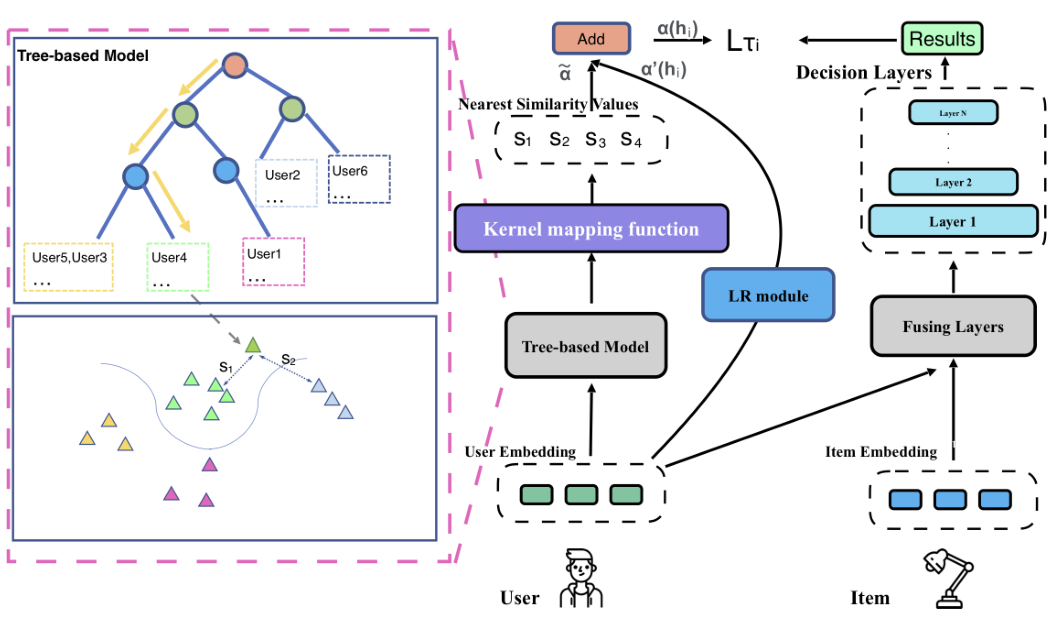 Tree-based Model
User2
...
User6
...
User5,User3
...
User4
...
User1
...
S1
S2
Add
α(hᵢ)
Lτᵢ
Results
α̃
α'(hᵢ)
Decision Layers
Nearest Similarity Values
S1 S2 S3 S4
Layer N
.
.
.
Layer 2
Layer 1
Kernel mapping function
LR module
Tree-based Model
Fusing Layers
User Embedding
Item Embedding
User
Item